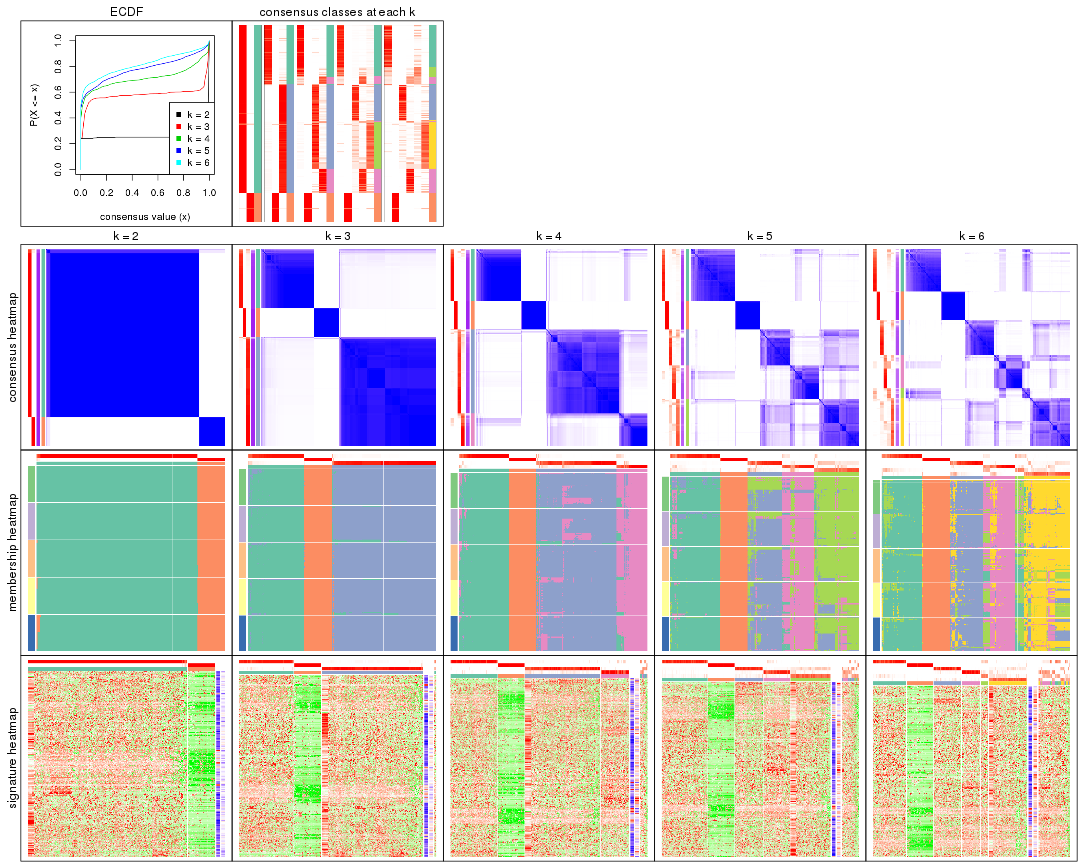 ECDF
consensus classes at each k
P(X <= x)
0.0 0.2 0.4 0.6 0.8 1.0
k = 2
k = 3
k = 4
k = 5
k = 6
0.0 0.2 0.4 0.6 0.8 1.0
consensus value (x)
k = 2 k = 3 k = 4 k = 5 k = 6
consensus heatmap
membership heatmap
signature heatmap